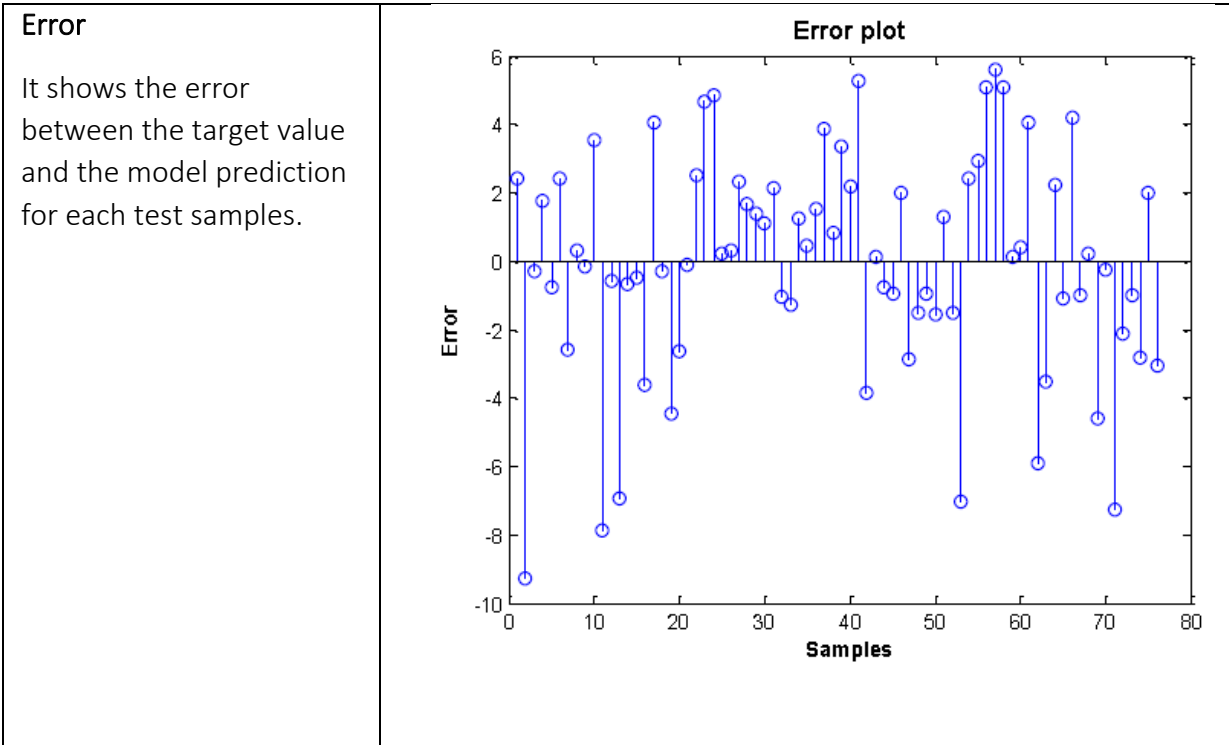 Error
It shows the error
between the target value
and the model prediction
for each test samples.
Error plot
6
4
2
0
-2
-4
-6
-8
-10
Error
0 10 20 30 40 50 60 70 80
Samples